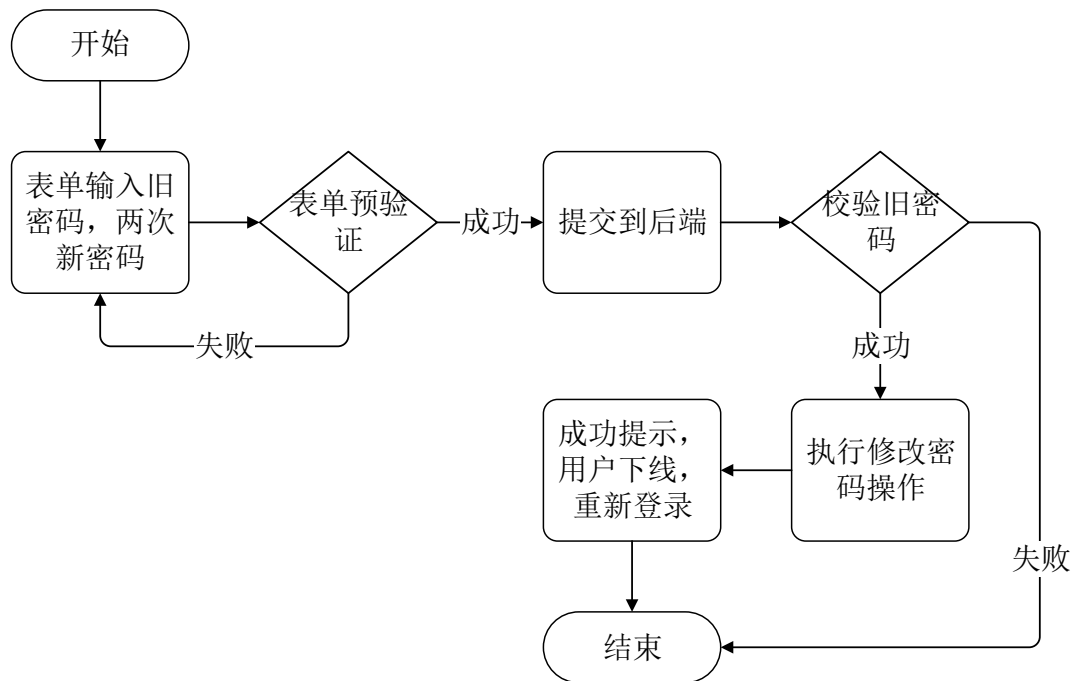 开始
表单输入旧
密码，两次
新密码
表单预验
证
成功
提交到后端
校验旧密
码
失败
成功
成功提示，
用户下线，
重新登录
执行修改密
码操作
失败
结束